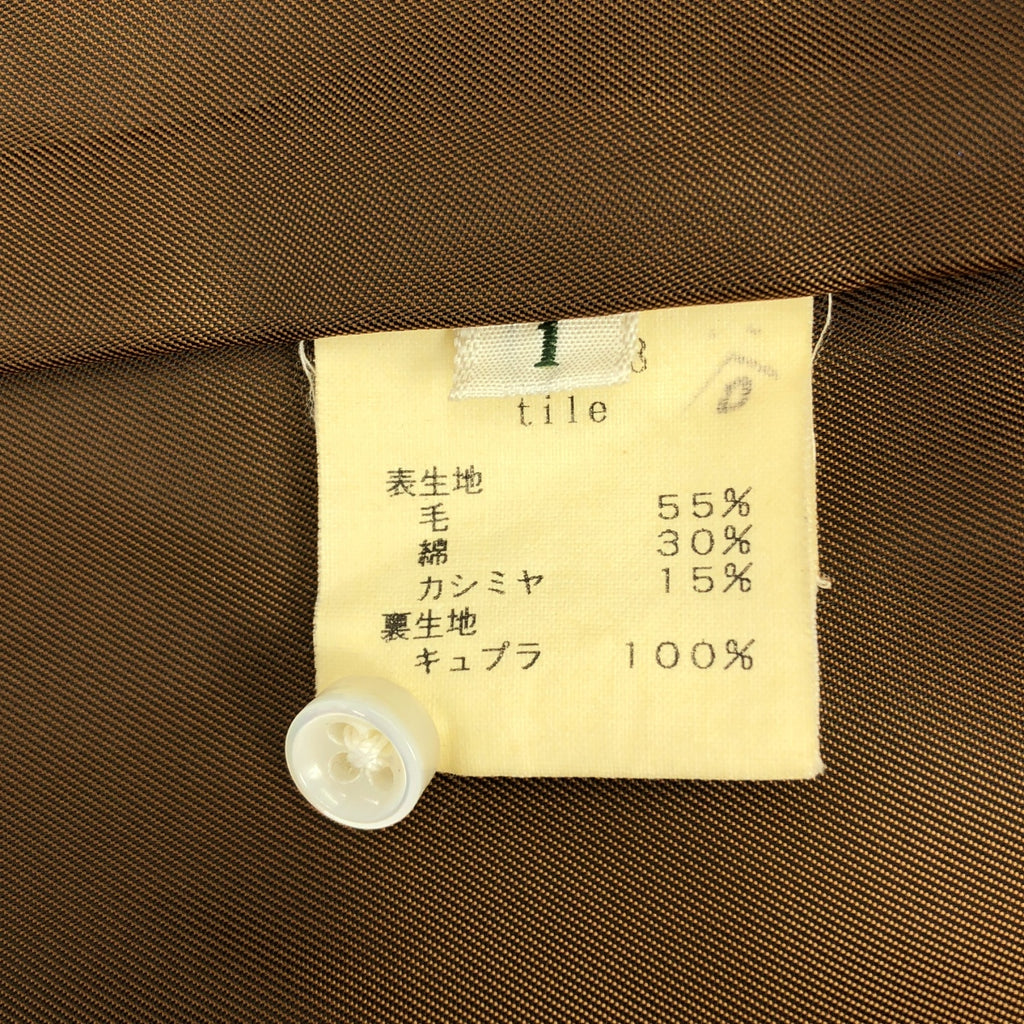 1
3
tile
表生地
毛 55%
綿 30%
カシミヤ 15%
裏生地
キュプラ 100%